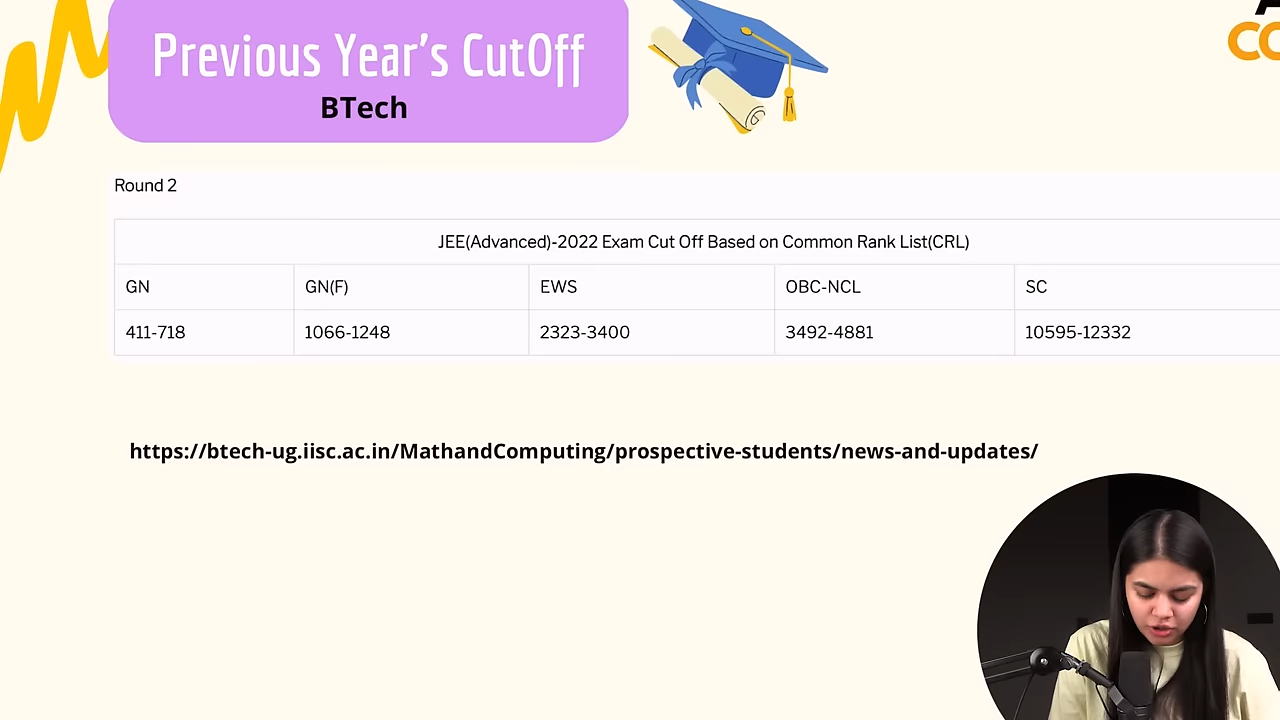 Previous Year's CutOff
BTech
CO
Round 2
JEE(Advanced)-2022 Exam Cut Off Based on Common Rank List(CRL)
GN GN(F) EWS OBC-NCL SC
411-718 1066-1248 2323-3400 3492-4881 10595-12332
https://btech-ug.iisc.ac.in/MathandComputing/prospective-students/news-and-updates/